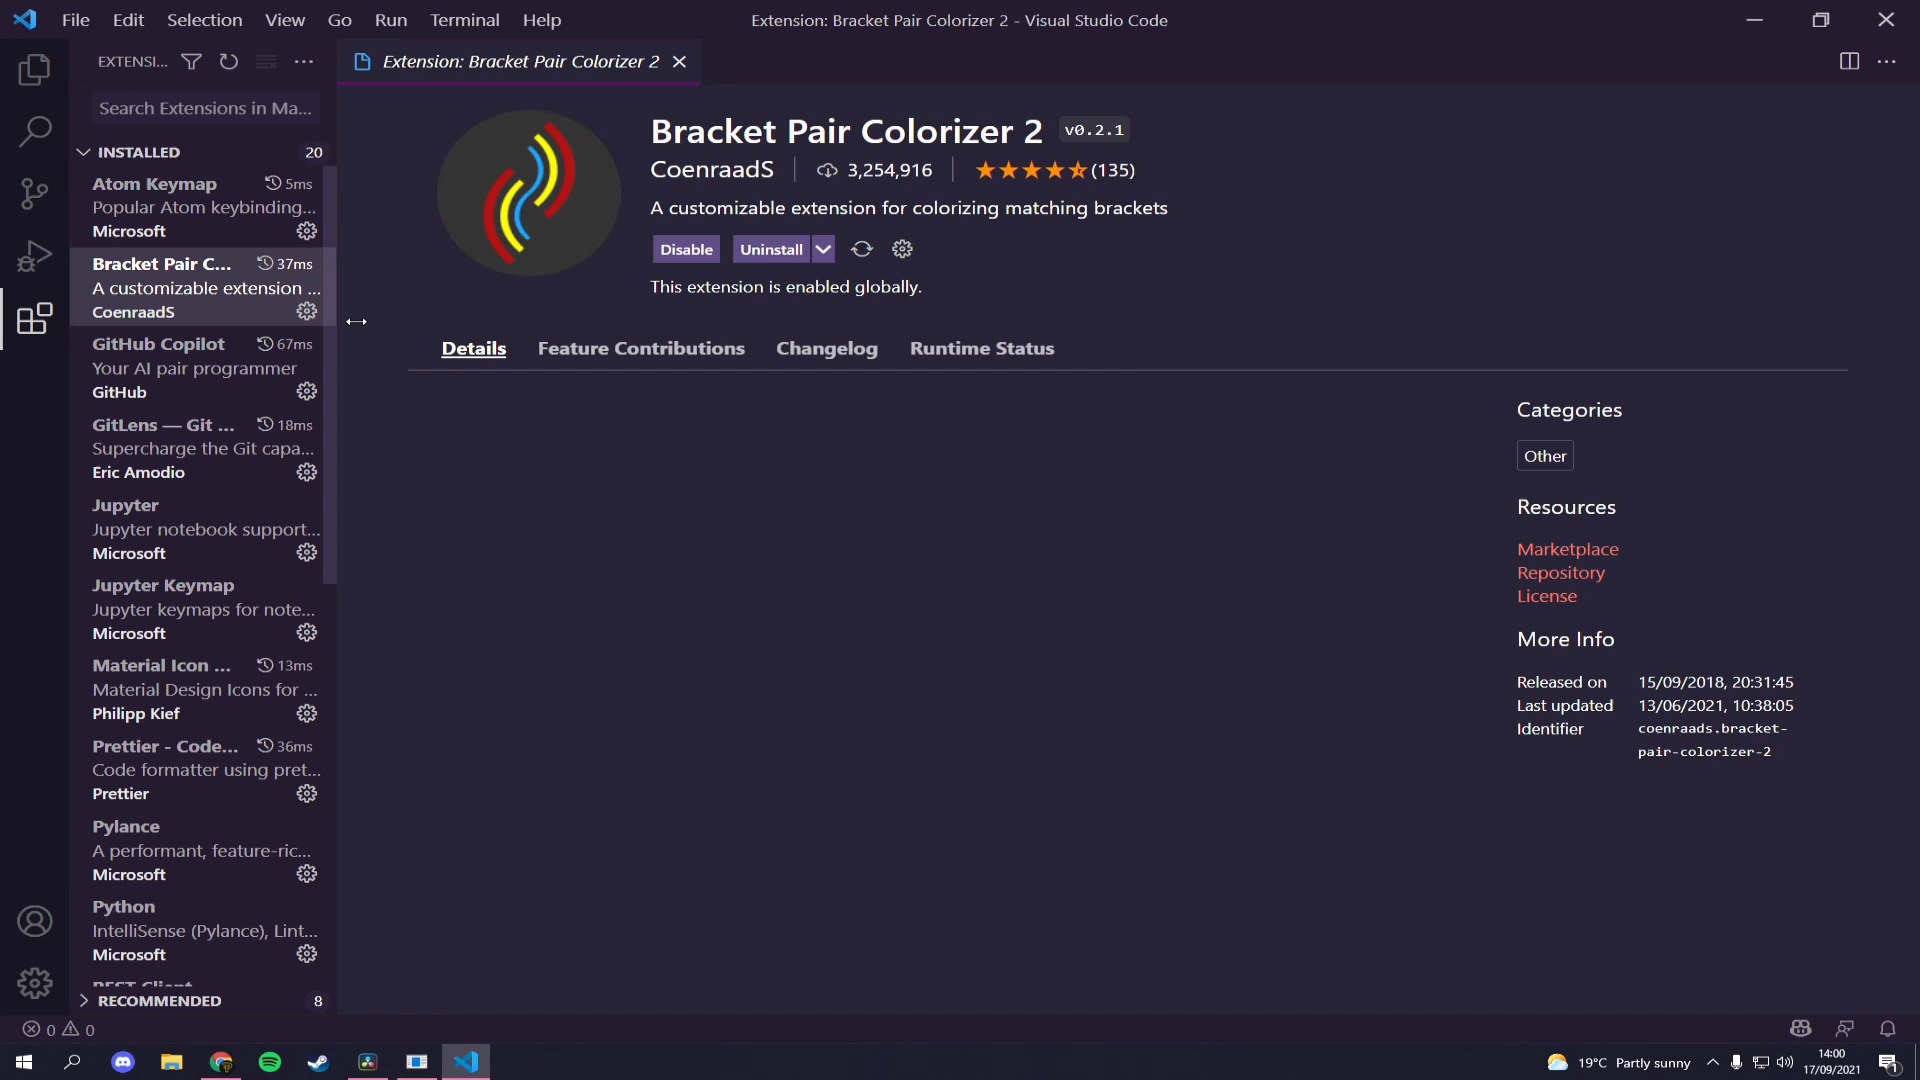 File Edit Selection View Go Run Terminal Help
Extension: Bracket Pair Colorizer 2 - Visual Studio Code
EXTENSI...
Extension: Bracket Pair Colorizer 2
Search Extensions in Ma...
INSTALLED 20
Atom Keymap 5ms
Popular Atom keybinding...
Microsoft
Bracket Pair C... 37ms
A customizable extension ...
CoenraadS
GitHub Copilot 67ms
Your AI pair programmer
GitHub
GitLens — Git ... 18ms
Supercharge the Git capa...
Eric Amodio
Jupyter
Jupyter notebook support...
Microsoft
Jupyter Keymap
Jupyter keymaps for note...
Microsoft
Material Icon ... 13ms
Material Design Icons for ...
Philipp Kief
Prettier - Code... 36ms
Code formatter using pret...
Prettier
Pylance
A performant, feature-ric...
Microsoft
Python
IntelliSense (Pylance), Lint...
Microsoft
REST Client
RECOMMENDED 8
Bracket Pair Colorizer 2 v0.2.1
CoenraadS 3,254,916 (135)
A customizable extension for colorizing matching brackets
Disable Uninstall
This extension is enabled globally.
Details Feature Contributions Changelog Runtime Status
Categories
Other
Resources
Marketplace
Repository
License
More Info
Released on 15/09/2018, 20:31:45
Last updated 13/06/2021, 10:38:05
Identifier coenraads.bracket-
pair-colorizer-2
0 0
19°C Partly sunny
14:00
17/09/2021
1